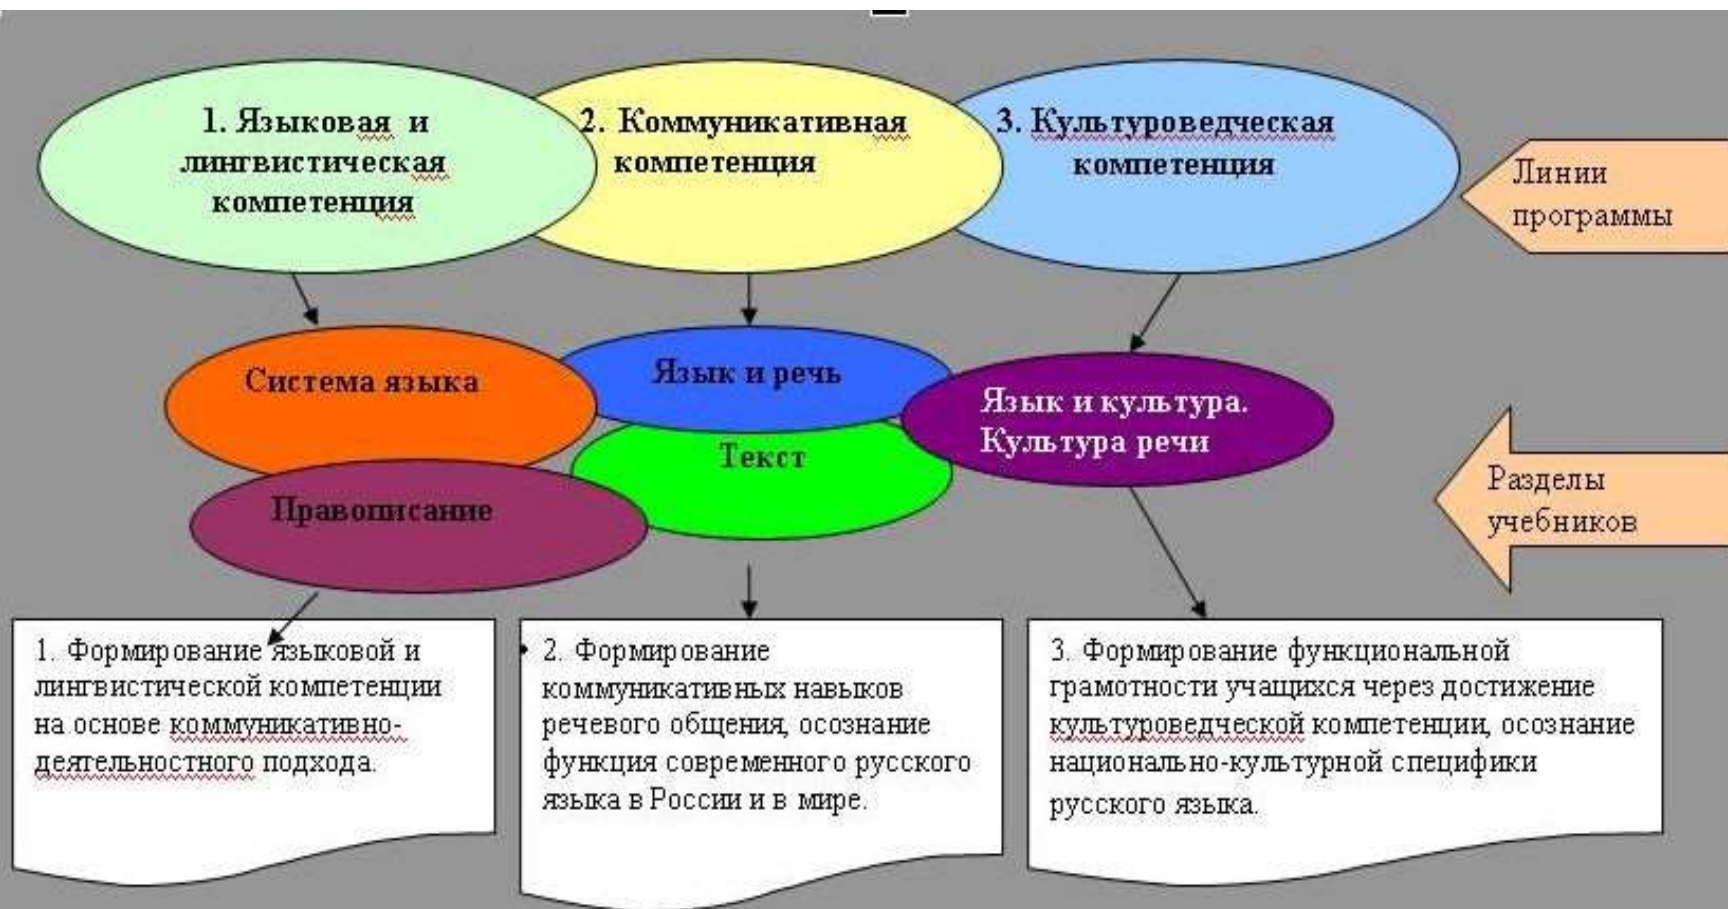 1. Языковая и
лингвистическая
компетенция
2. Коммуникативная
компетенция
3. Культуроведческая
компетенция
Линии
программы
Система языка
Язык и речь
Язык и культура.
Культура речи
Текст
Правописание
Разделы
учебников
1. Формирование языковой и
лингвистической компетенции
на основе коммуникативно-
деятельностного подхода.
• 2. Формирование
коммуникативных навыков
речевого общения, осознание
функция современного русского
языка в России и в мире.
3. Формирование функциональной
грамотности учащихся через достижение
культуроведческой компетенции, осознание
национально-культурной специфики
русского языка.